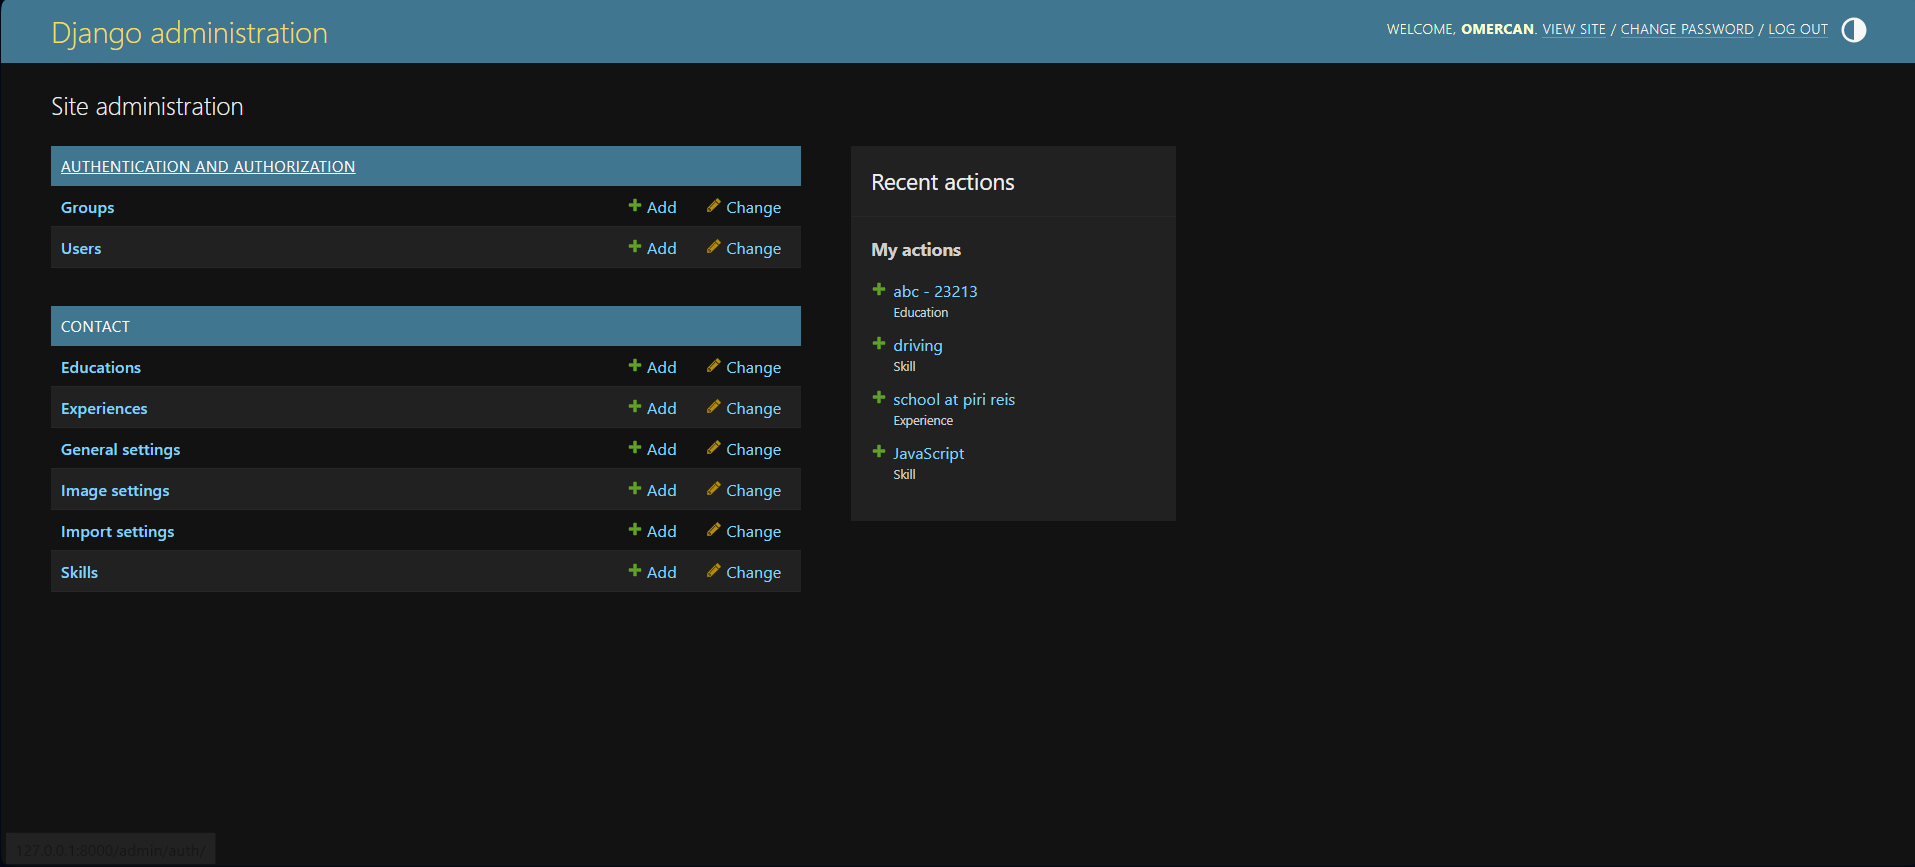 Django administration
WELCOME, OMERCAN. VIEW SITE / CHANGE PASSWORD / LOG OUT
Site administration
AUTHENTICATION AND AUTHORIZATION
Groups Add Change
Users Add Change
CONTACT
Educations Add Change
Experiences Add Change
General settings Add Change
Image settings Add Change
Import settings Add Change
Skills Add Change
Recent actions
My actions
abc - 23213
Education
driving
Skill
school at piri reis
Experience
JavaScript
Skill
127.0.0.1:8000/admin/auth/